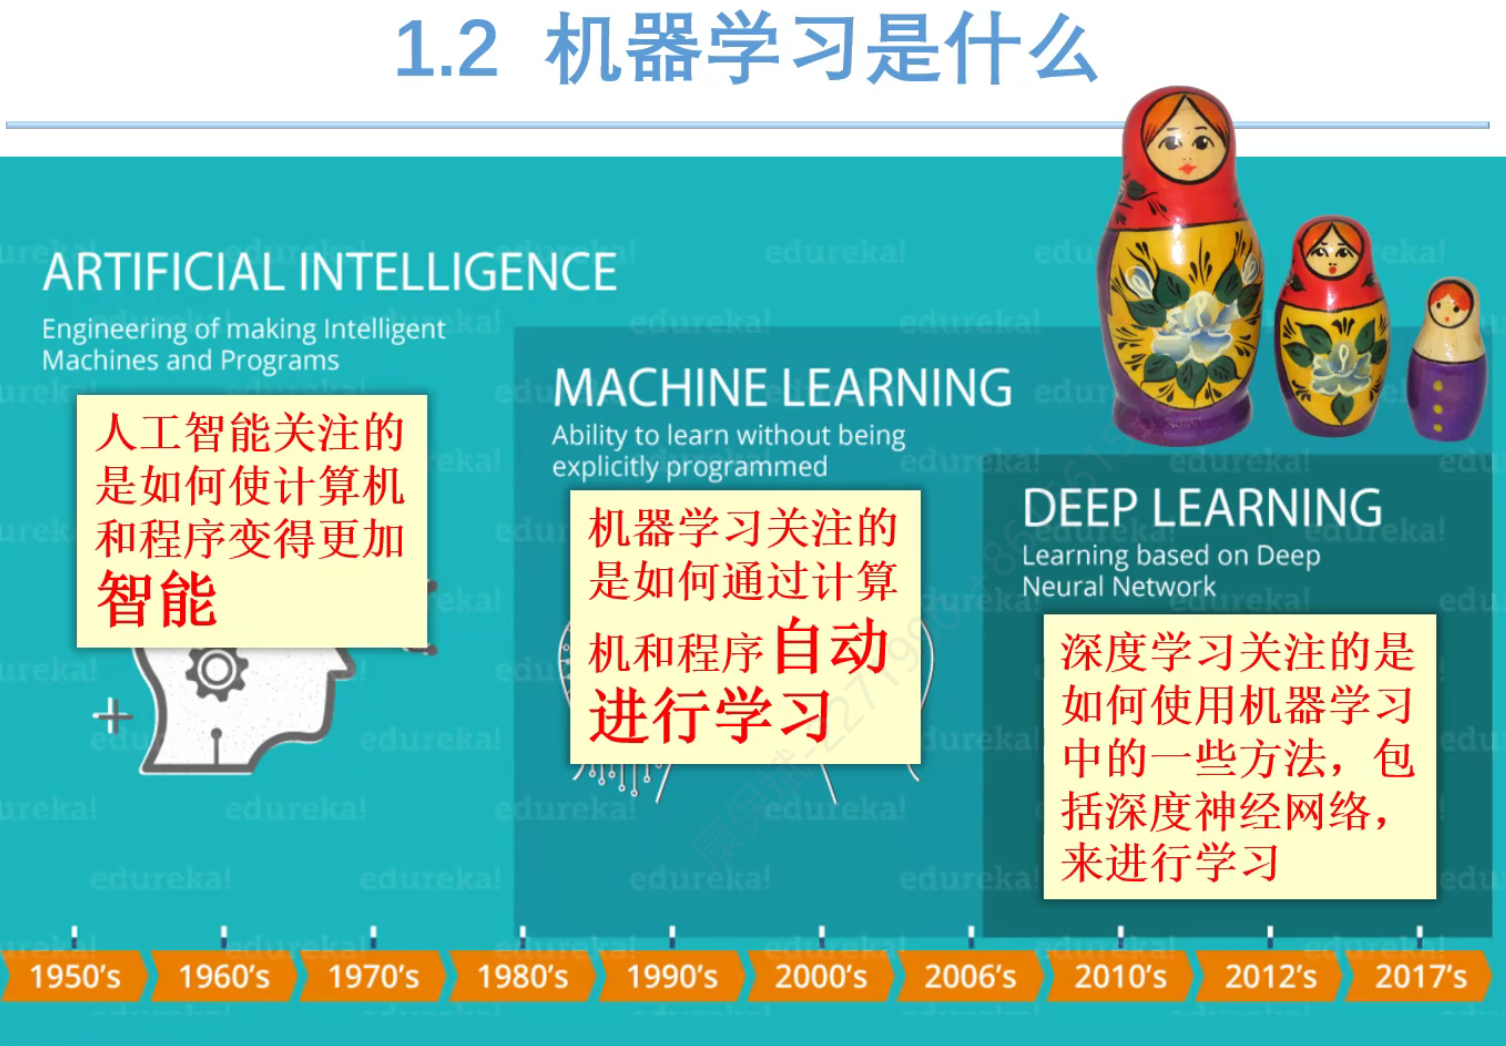 1.2 机器学习是什么
ARTIFICIAL INTELLIGENCE
Engineering of making Intelligent
Machines and Programs
人工智能关注的
是如何使计算机
和程序变得更加
智能
MACHINE LEARNING
Ability to learn without being
explicitly programmed
机器学习关注的
是如何通过计算
机和程序自动
进行学习
DEEP LEARNING
Learning based on Deep
Neural Network
深度学习关注的是
如何使用机器学习
中的一些方法，包
括深度神经网络，
来进行学习
edureka!
1950's 1960's 1970's 1980's 1990's 2000's 2006's 2010's 2012's 2017's